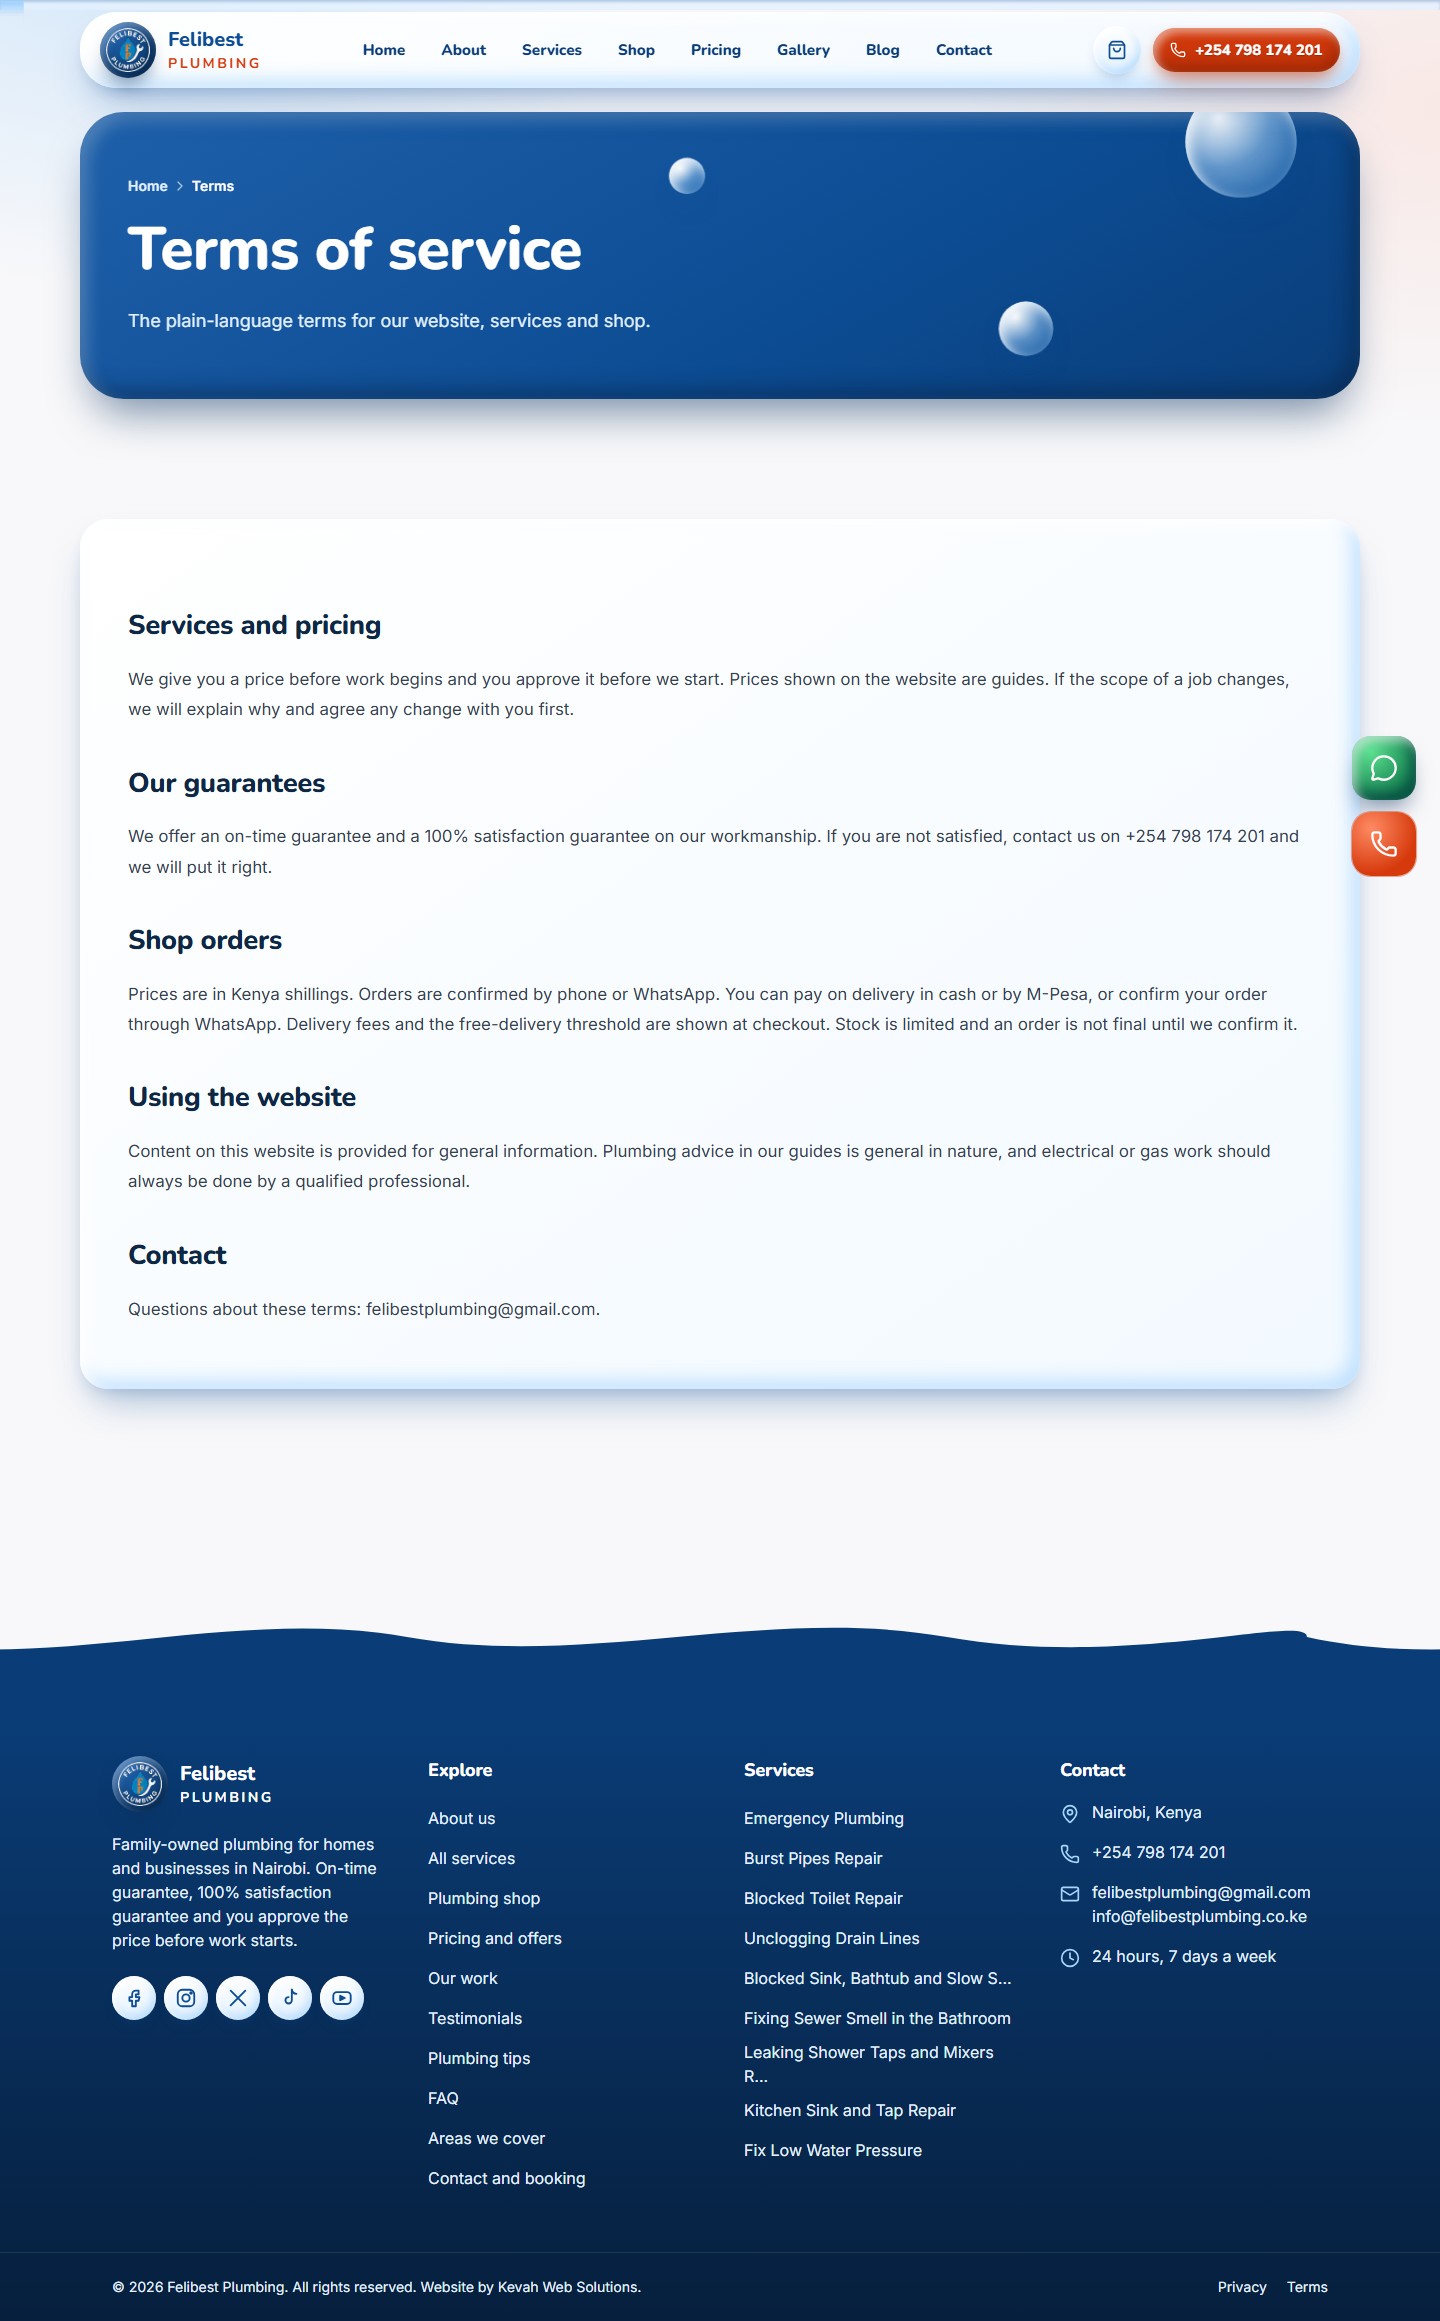 Felibest
PLUMBING
Home
About
Services
Shop
Pricing
Gallery
Blog
Contact
+254 798 174 201
Home > Terms
Terms of service
The plain-language terms for our website, services and shop.
Services and pricing
We give you a price before work begins and you approve it before we start. Prices shown on the website are guides. If the scope of a job changes,
we will explain why and agree any change with you first.
Our guarantees
We offer an on-time guarantee and a 100% satisfaction guarantee on our workmanship. If you are not satisfied, contact us on +254 798 174 201 and
we will put it right.
Shop orders
Prices are in Kenya shillings. Orders are confirmed by phone or WhatsApp. You can pay on delivery in cash or by M-Pesa, or confirm your order
through WhatsApp. Delivery fees and the free-delivery threshold are shown at checkout. Stock is limited and an order is not final until we confirm it.
Using the website
Content on this website is provided for general information. Plumbing advice in our guides is general in nature, and electrical or gas work should
always be done by a qualified professional.
Contact
Questions about these terms: felibestplumbing@gmail.com.
FELIBEST
PLUMBING
Felibest
PLUMBING
Family-owned plumbing for homes
and businesses in Nairobi. On-time
guarantee, 100% satisfaction
guarantee and you approve the
price before work starts.
Explore
About us
All services
Plumbing shop
Pricing and offers
Our work
Testimonials
Plumbing tips
FAQ
Areas we cover
Contact and booking
Services
Emergency Plumbing
Burst Pipes Repair
Blocked Toilet Repair
Unclogging Drain Lines
Blocked Sink, Bathtub and Slow S...
Fixing Sewer Smell in the Bathroom
Leaking Shower Taps and Mixers
R...
Kitchen Sink and Tap Repair
Fix Low Water Pressure
Contact
Nairobi, Kenya
+254 798 174 201
felibestplumbing@gmail.com
info@felibestplumbing.co.ke
24 hours, 7 days a week
© 2026 Felibest Plumbing. All rights reserved. Website by Kevah Web Solutions.
Privacy
Terms